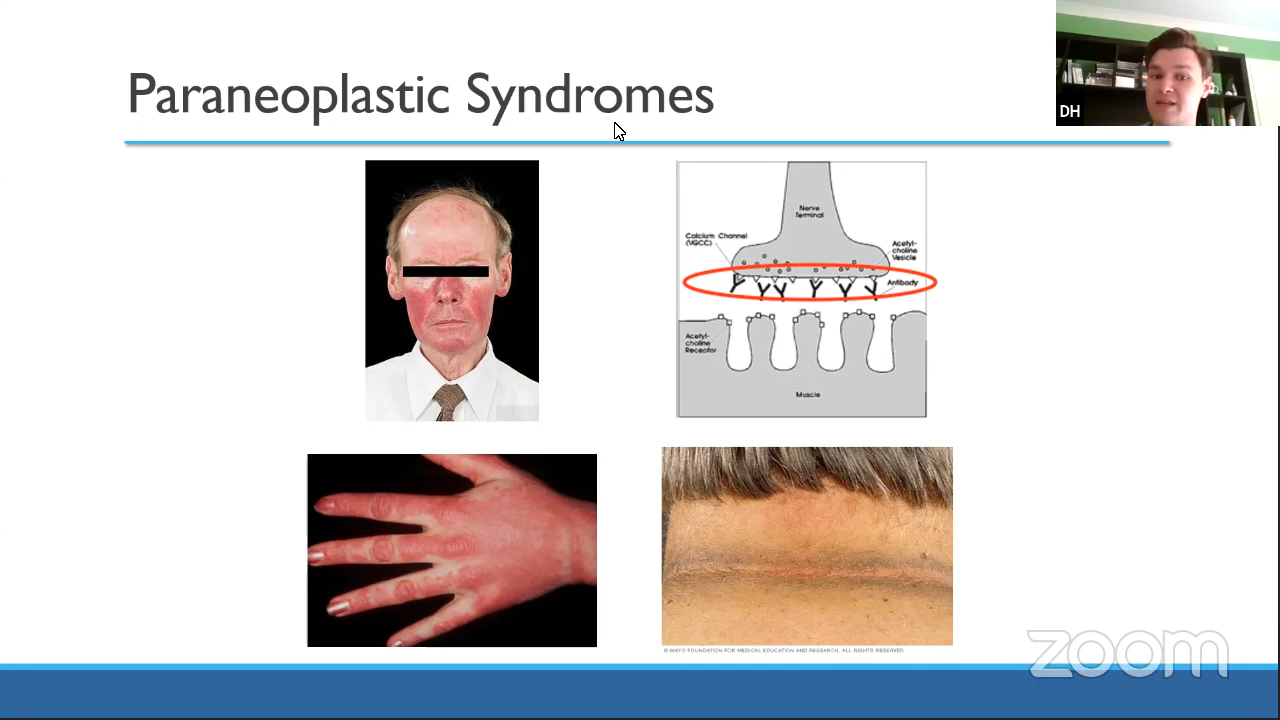 Paraneoplastic Syndromes
DH
Nerve
Terminal
Calcium Channel
(VGCC)
Acetyl-
choline
Vesicle
Antibody
Acetyl-
choline
Receptor
Muscle
© MAYO FOUNDATION FOR MEDICAL EDUCATION AND RESEARCH. ALL RIGHTS RESERVED.
zoom